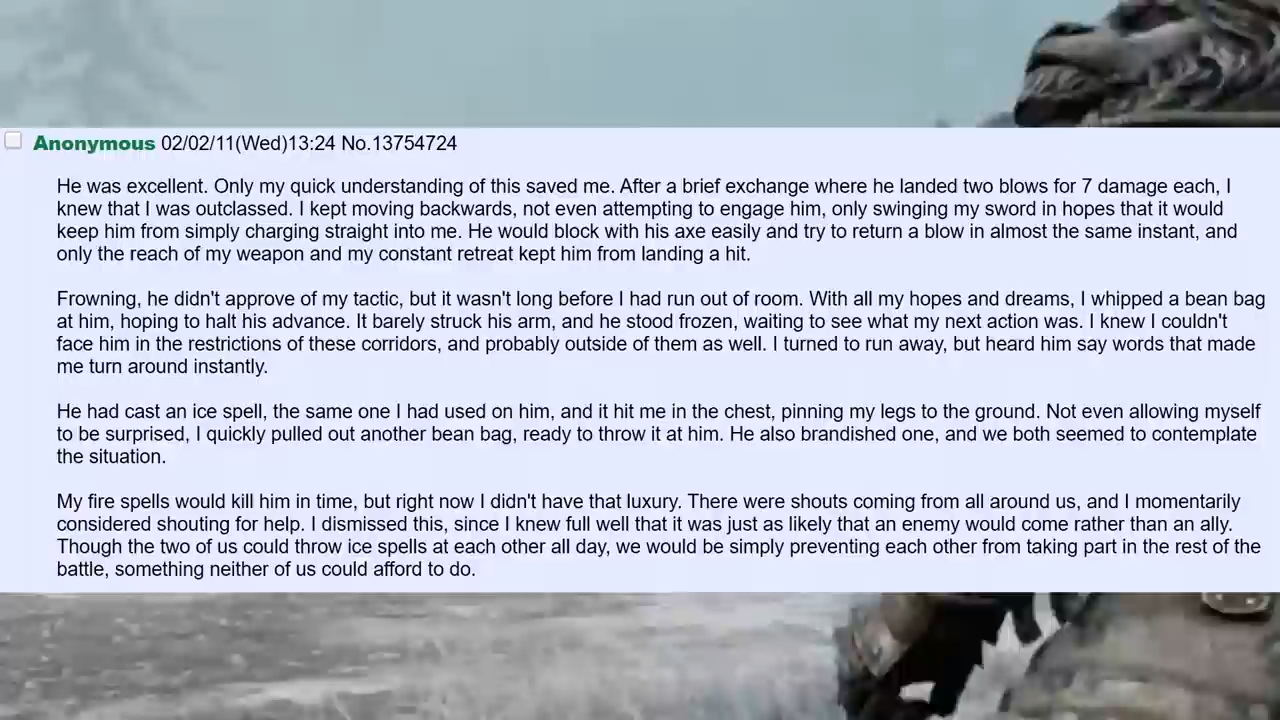 Anonymous 02/02/11(Wed)13:24 No.13754724
He was excellent. Only my quick understanding of this saved me. After a brief exchange where he landed two blows for 7 damage each, I
knew that I was outclassed. I kept moving backwards, not even attempting to engage him, only swinging my sword in hopes that it would
keep him from simply charging straight into me. He would block with his axe easily and try to return a blow in almost the same instant, and
only the reach of my weapon and my constant retreat kept him from landing a hit.
Frowning, he didn't approve of my tactic, but it wasn't long before I had run out of room. With all my hopes and dreams, I whipped a bean bag
at him, hoping to halt his advance. It barely struck his arm, and he stood frozen, waiting to see what my next action was. I knew I couldn't
face him in the restrictions of these corridors, and probably outside of them as well. I turned to run away, but heard him say words that made
me turn around instantly.
He had cast an ice spell, the same one I had used on him, and it hit me in the chest, pinning my legs to the ground. Not even allowing myself
to be surprised, I quickly pulled out another bean bag, ready to throw it at him. He also brandished one, and we both seemed to contemplate
the situation.
My fire spells would kill him in time, but right now I didn't have that luxury. There were shouts coming from all around us, and I momentarily
considered shouting for help. I dismissed this, since I knew full well that it was just as likely that an enemy would come rather than an ally.
Though the two of us could throw ice spells at each other all day, we would be simply preventing each other from taking part in the rest of the
battle, something neither of us could afford to do.